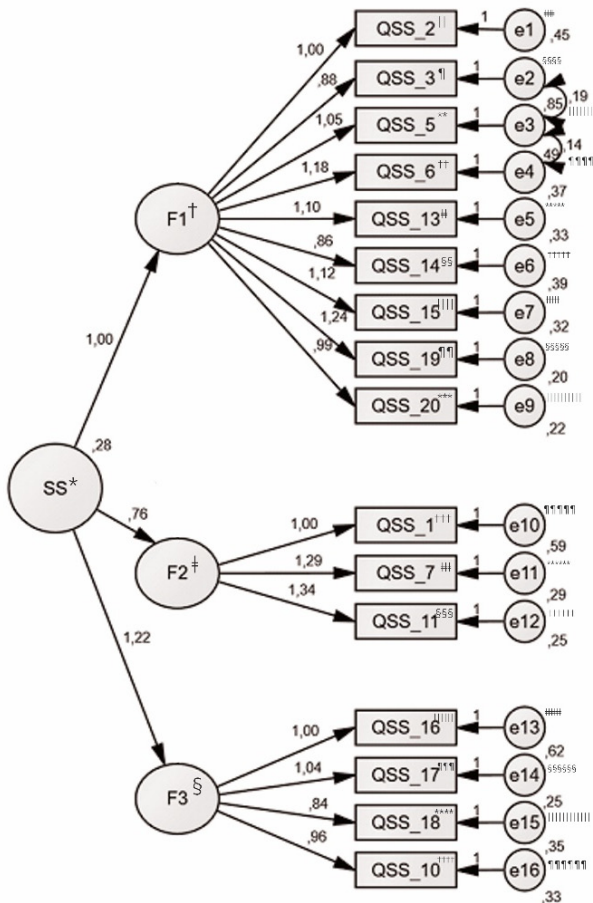 QSS_2|| 1 e1ǂǂǂ ,45
1,00
QSS_3¶ 1 e2§§§§ ,85
,88
,19
QSS_5** 1 e3||||||| ,49
1,05
,14
QSS_6†† 1 e4¶¶¶¶ ,37
1,18
F1†
QSS_13ǂǂ 1 e5***** ,33
1,10
QSS_14§§ 1 e6††††† ,39
,86
QSS_15|||| 1 e7 ,32
1,12
QSS_19¶¶ 1 e8§§§§§ ,20
1,24
QSS_20*** 1 e9 ,22
,99
1,00
SS* ,28
,76
QSS_1††† 1 e10¶¶¶¶¶ ,59
1,00
F2ǂ
QSS_7ǂǂǂ 1 e11****** ,29
1,29
QSS_11§§§ 1 e12 ,25
1,34
1,22
QSS_16 1 e13 ,62
1,00
QSS_17¶¶¶ 1 e14§§§§§§ ,25
1,04
F3§
QSS_18**** 1 e15 ,35
,84
QSS_10†††† 1 e16¶¶¶¶¶¶ ,33
,96